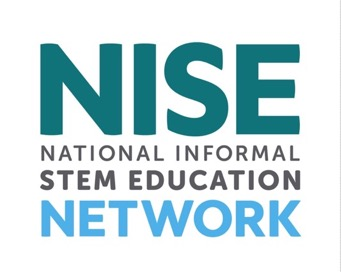 NISE
NATIONAL INFORMAL
STEM EDUCATION
NETWORK